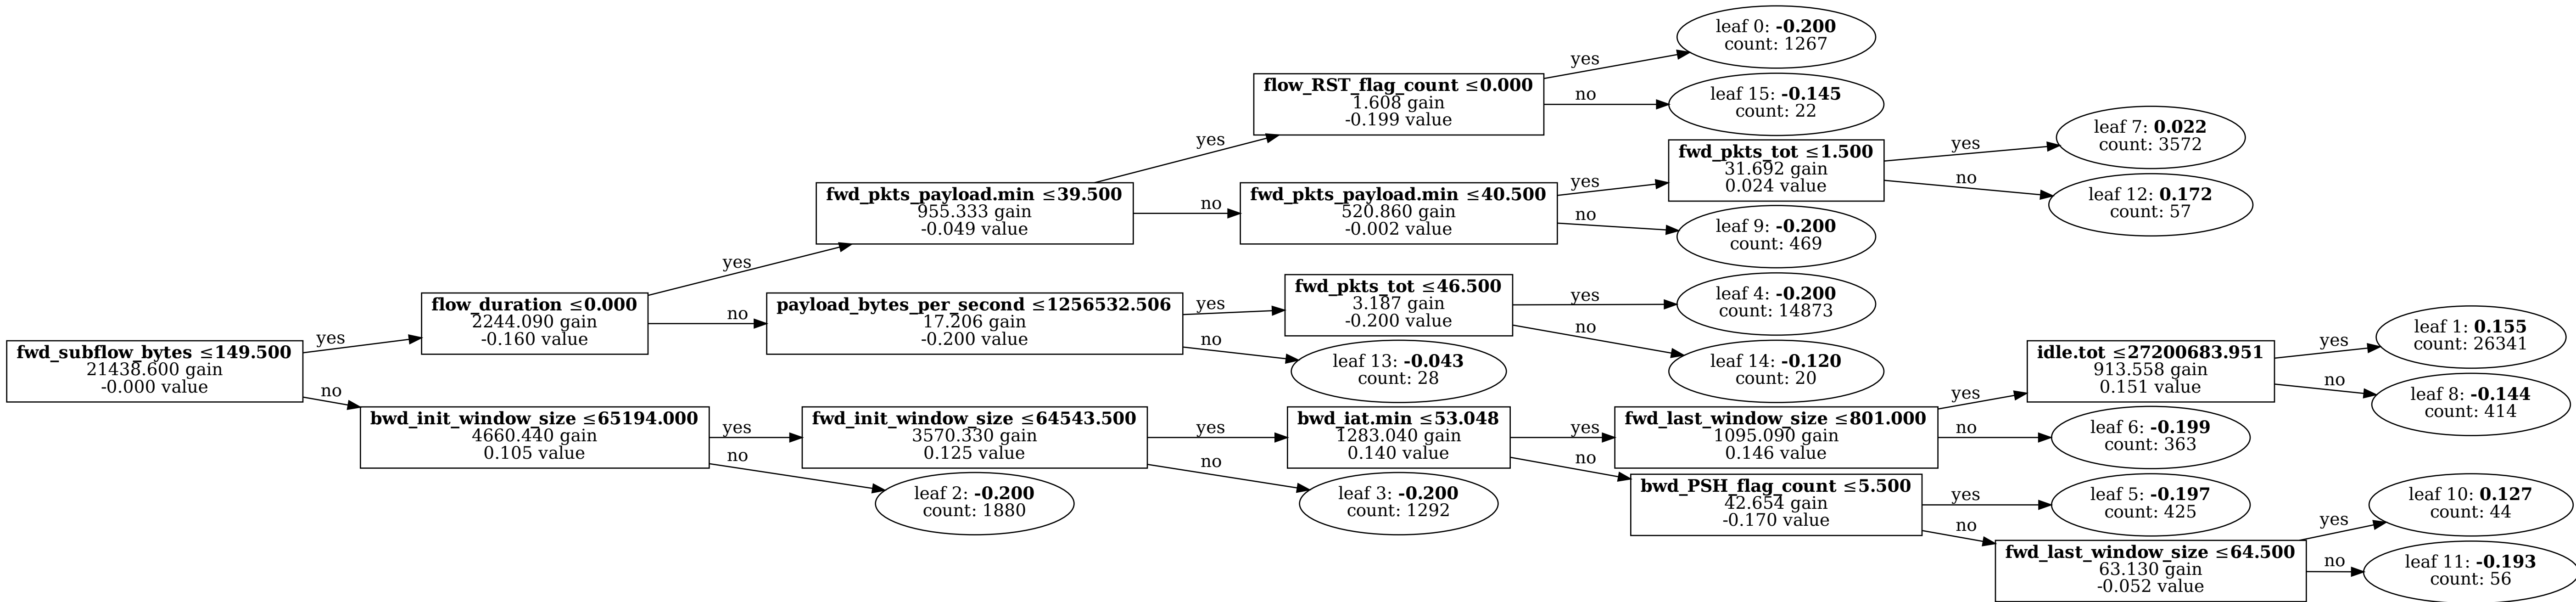 leaf 0: -0.200
count: 1267
yes
flow_RST_flag_count ≤0.000
1.608 gain
-0.199 value
no
leaf 15: -0.145
count: 22
yes
leaf 7: 0.022
count: 3572
yes
fwd_pkts_tot ≤1.500
31.692 gain
0.024 value
no
leaf 12: 0.172
count: 57
fwd_pkts_payload.min ≤39.500
955.333 gain
-0.049 value
no
fwd_pkts_payload.min ≤40.500
520.860 gain
-0.002 value
yes
no
leaf 9: -0.200
count: 469
yes
flow_duration ≤0.000
2244.090 gain
-0.160 value
no
payload_bytes_per_second ≤1256532.506
17.206 gain
-0.200 value
yes
fwd_pkts_tot ≤46.500
3.187 gain
-0.200 value
yes
leaf 4: -0.200
count: 14873
no
leaf 14: -0.120
count: 20
no
leaf 13: -0.043
count: 28
yes
fwd_subflow_bytes ≤149.500
21438.600 gain
-0.000 value
no
bwd_init_window_size ≤65194.000
4660.440 gain
0.105 value
yes
fwd_init_window_size ≤64543.500
3570.330 gain
0.125 value
yes
bwd_iat.min ≤53.048
1283.040 gain
0.140 value
yes
fwd_last_window_size ≤801.000
1095.090 gain
0.146 value
yes
idle.tot ≤27200683.951
913.558 gain
0.151 value
yes
leaf 1: 0.155
count: 26341
no
leaf 8: -0.144
count: 414
no
leaf 6: -0.199
count: 363
no
leaf 2: -0.200
count: 1880
no
leaf 3: -0.200
count: 1292
no
bwd_PSH_flag_count ≤5.500
42.654 gain
-0.170 value
yes
leaf 5: -0.197
count: 425
no
fwd_last_window_size ≤64.500
63.130 gain
-0.052 value
yes
leaf 10: 0.127
count: 44
no
leaf 11: -0.193
count: 56